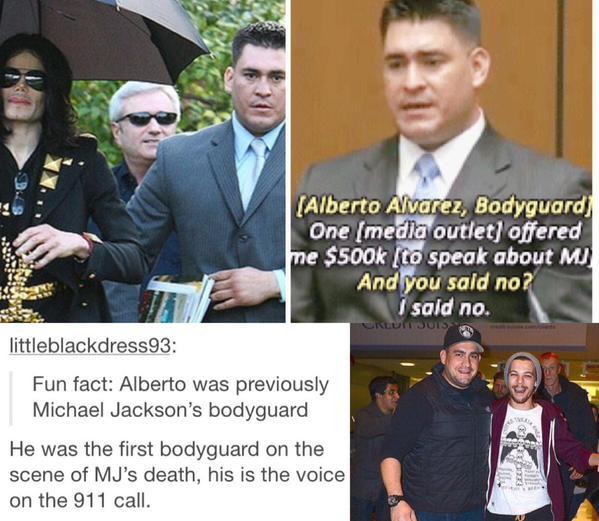 [Alberto Alvarez, Bodyguard]
One [media outlet] offered
me $500k [to speak about MJ]
And you said no?
I said no.
littleblackdress93:
Fun fact: Alberto was previously
Michael Jackson's bodyguard
He was the first bodyguard on the
scene of MJ's death, his is the voice
on the 911 call.